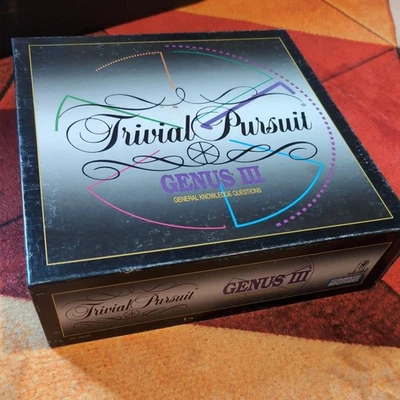 Trivial Pursuit
GENUS III
GENERAL KNOWLEDGE QUESTIONS
Trivial Pursuit
GENUS III